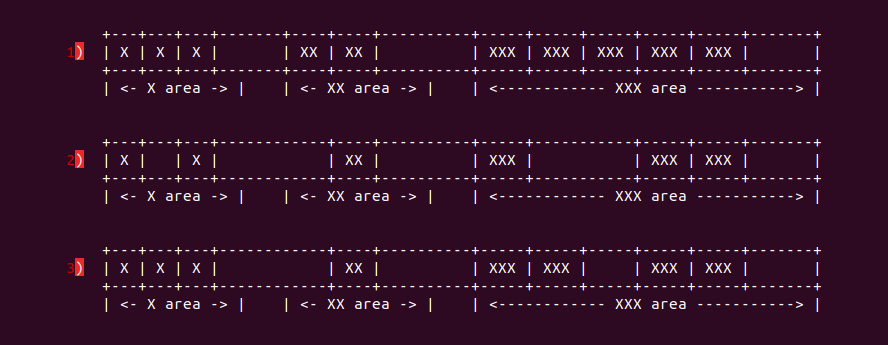 +---+---+---+-------+----+----+----------+-----+-----+-----+-----+-----+-------+
1) | X | X | X |       | XX | XX |          | XXX | XXX | XXX | XXX | XXX |       |
   +---+---+---+-------+----+----+----------+-----+-----+-----+-----+-----+-------+
   | <- X area -> |    | <- XX area -> |    | <------------ XXX area -----------> |
   +---+---+---+------------+----+----------+-----+-----------+-----+-----+-------+
2) | X |   | X |            | XX |          | XXX |           | XXX | XXX |       |
   +---+---+---+------------+----+----------+-----+-----------+-----+-----+-------+
   | <- X area -> |    | <- XX area -> |    | <------------ XXX area -----------> |
   +---+---+---+------------+----+----------+-----+-----+-----+-----+-----+-------+
3) | X | X | X |            | XX |          | XXX | XXX |     | XXX | XXX |       |
   +---+---+---+------------+----+----------+-----+-----+-----+-----+-----+-------+
   | <- X area -> |    | <- XX area -> |    | <------------ XXX area -----------> |